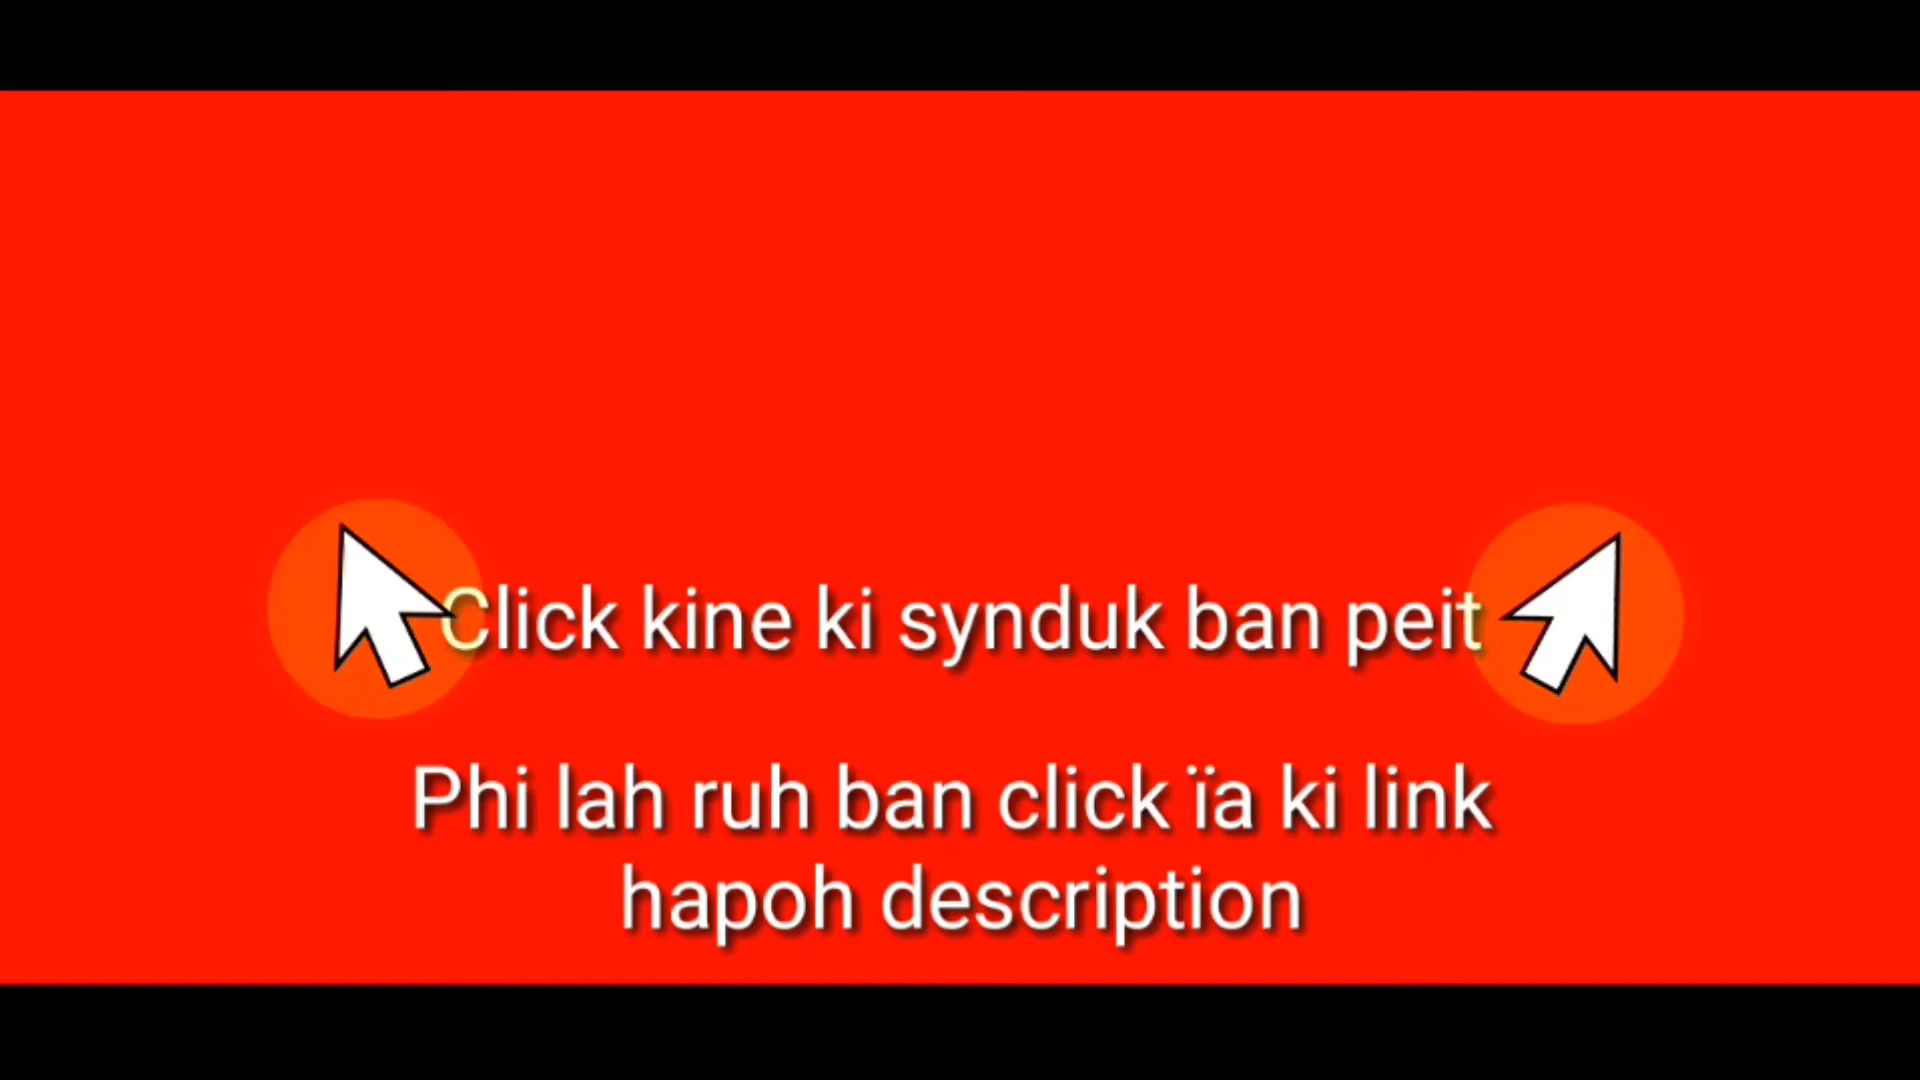 Click kine ki synduk ban peit
Phi lah ruh ban click ïa ki link
hapoh description